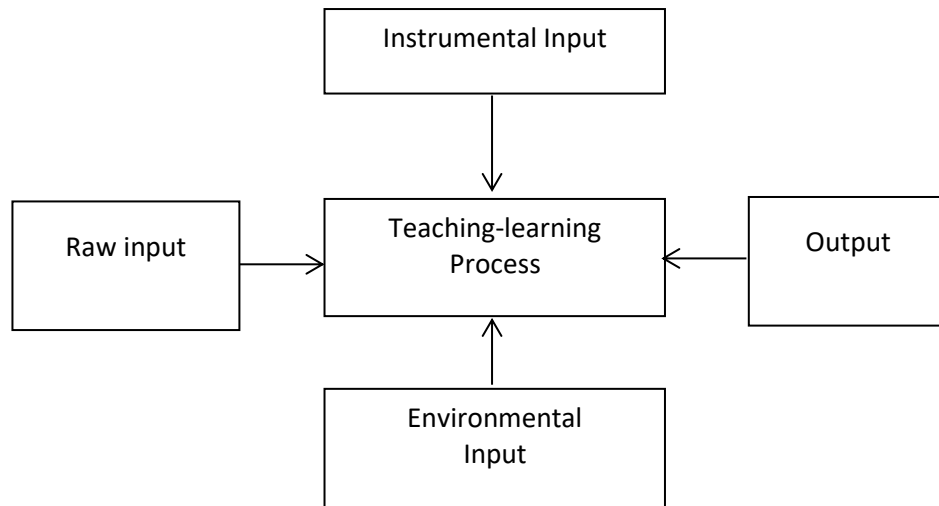 Instrumental Input
Raw input
Teaching-learning
Process
Output
Environmental
Input